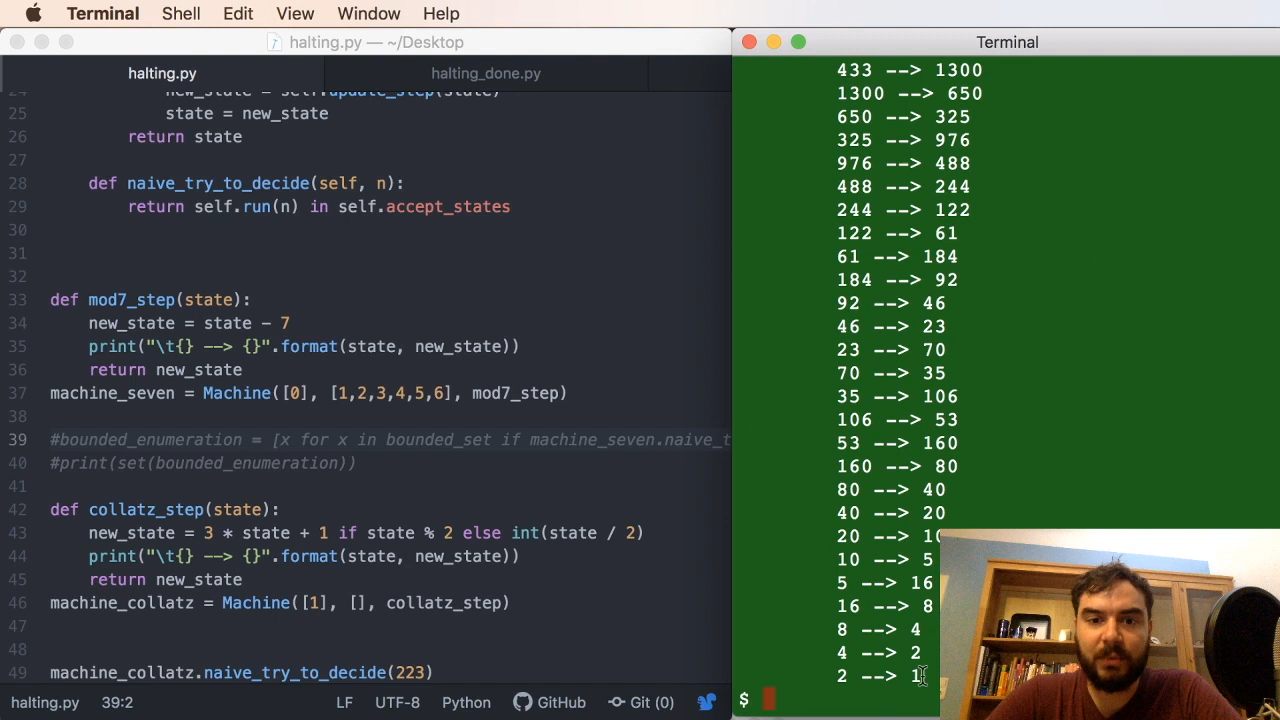 Terminal Shell Edit View Window Help
halting.py — ~/Desktop
halting.py halting_done.py
25 state = new_state
26 return state
27
28 def naive_try_to_decide(self, n):
29 return self.run(n) in self.accept_states
30
31
32
33 def mod7_step(state):
34 new_state = state - 7
35 print("\t{} --> {}".format(state, new_state))
36 return new_state
37 machine_seven = Machine([0], [1,2,3,4,5,6], mod7_step)
38
39 #bounded_enumeration = [x for x in bounded_set if machine_seven.naive_t
40 #print(set(bounded_enumeration))
41
42 def collatz_step(state):
43 new_state = 3 * state + 1 if state % 2 else int(state / 2)
44 print("\t{} --> {}".format(state, new_state))
45 return new_state
46 machine_collatz = Machine([1], [], collatz_step)
47
48
49 machine_collatz.naive_try_to_decide(223)
halting.py 39:2 LF UTF-8 Python GitHub Git (0)
Terminal
433 --> 1300
1300 --> 650
650 --> 325
325 --> 976
976 --> 488
488 --> 244
244 --> 122
122 --> 61
61 --> 184
184 --> 92
92 --> 46
46 --> 23
23 --> 70
70 --> 35
35 --> 106
106 --> 53
53 --> 160
160 --> 80
80 --> 40
40 --> 20
20 --> 10
10 --> 5
5 --> 16
16 --> 8
8 --> 4
4 --> 2
2 --> 1
$